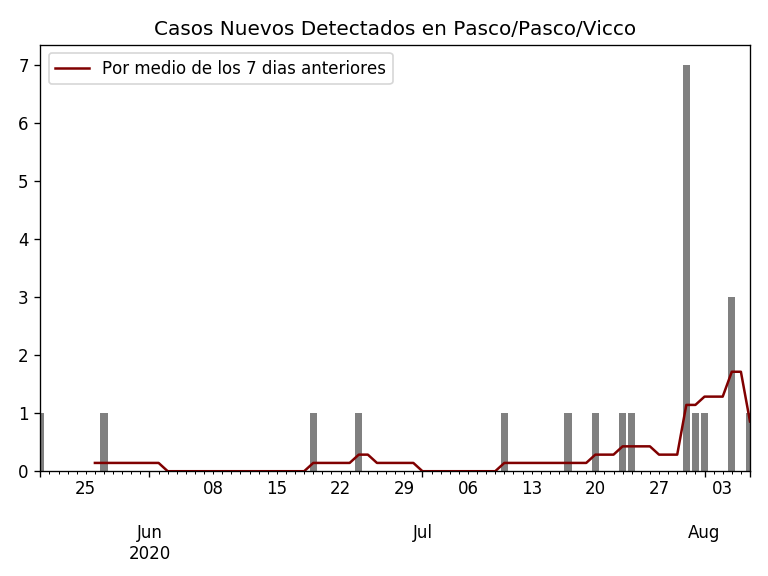 Casos Nuevos Detectados en Pasco/Pasco/Vicco
Por medio de los 7 dias anteriores
7
6
5
4
3
2
1
0
25 08 15 22 29 06 13 20 27 03
Jun Jul Aug
2020